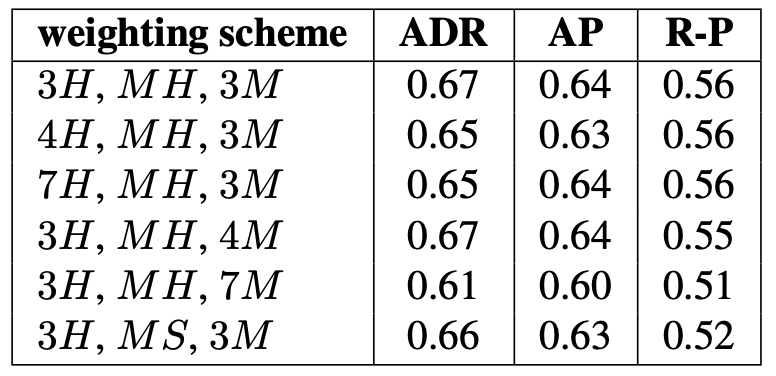 weighting scheme ADR AP R-P
3H, MH, 3M 0.67 0.64 0.56
4H, MH, 3M 0.65 0.63 0.56
7H, MH, 3M 0.65 0.64 0.56
3H, MH, 4M 0.67 0.64 0.55
3H, MH, 7M 0.61 0.60 0.51
3H, MS, 3M 0.66 0.63 0.52